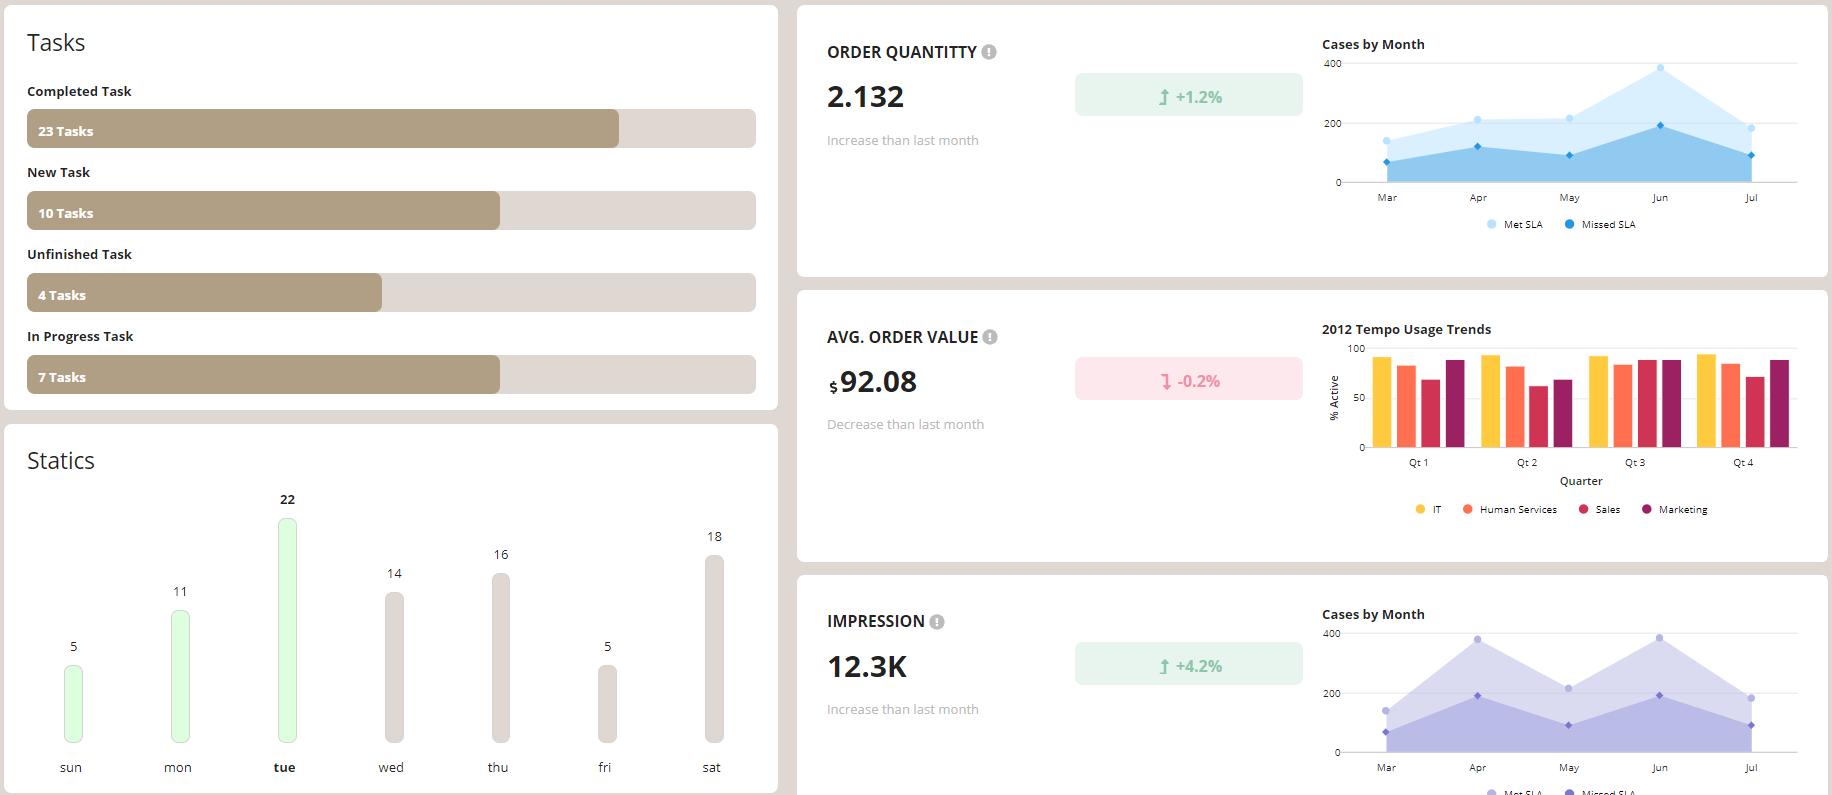 Tasks
Completed Task
23 Tasks
New Task
10 Tasks
Unfinished Task
4 Tasks
In Progress Task
7 Tasks
Statics
22
18
16
14
11
5
5
sun mon tue wed thu fri sat
ORDER QUANTITTY
2.132
+1.2%
Increase than last month
Cases by Month
400
200
0
Mar Apr May Jun Jul
Met SLA Missed SLA
AVG. ORDER VALUE
$92.08
-0.2%
Decrease than last month
2012 Tempo Usage Trends
% Active
100
50
0
Qt 1 Qt 2 Qt 3 Qt 4
Quarter
IT Human Services Sales Marketing
IMPRESSION
12.3K
+4.2%
Increase than last month
Cases by Month
400
200
0
Mar Apr May Jun Jul
Met SLA Missed SLA